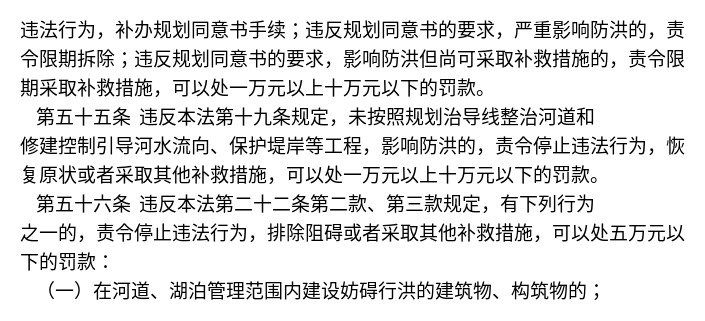 违法行为，补办规划同意书手续；违反规划同意书的要求，严重影响防洪的，责
令限期拆除；违反规划同意书的要求，影响防洪但尚可采取补救措施的，责令限
期采取补救措施，可以处一万元以上十万元以下的罚款。
第五十五条 违反本法第十九条规定，未按照规划治导线整治河道和
修建控制引导河水流向、保护堤岸等工程，影响防洪的，责令停止违法行为，恢
复原状或者采取其他补救措施，可以处一万元以上十万元以下的罚款。
第五十六条 违反本法第二十二条第二款、第三款规定，有下列行为
之一的，责令停止违法行为，排除阻碍或者采取其他补救措施，可以处五万元以
下的罚款：
（一）在河道、湖泊管理范围内建设妨碍行洪的建筑物、构筑物的；